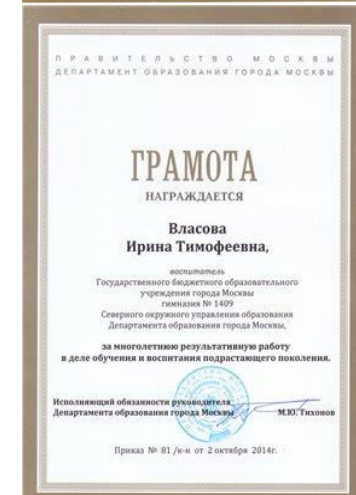 ПРАВИТЕЛЬСТВО МОСКВЫ
ДЕПАРТАМЕНТ ОБРАЗОВАНИЯ ГОРОДА МОСКВЫ
ГРАМОТА
НАГРАЖДАЕТСЯ
Власова
Ирина Тимофеевна,
воспитатель
Государственного бюджетного образовательного
учреждения города Москвы
гимназия № 1409
Северного окружного управления образования
Департамента образования города Москвы,
за многолетнюю результативную работу
в деле обучения и воспитания подрастающего поколения.
Исполняющий обязанности руководителя
Департамента образования города Москвы М.Ю. Тихонов
Приказ № 81 /к-н от 2 октября 2014г.